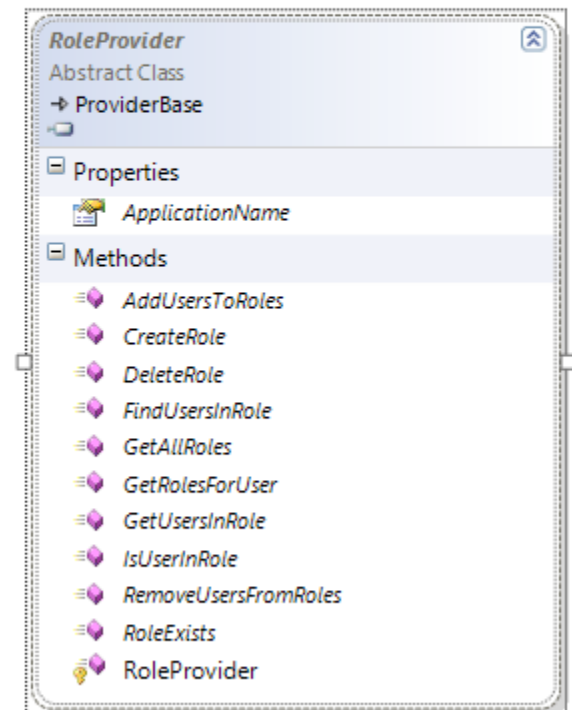 RoleProvider
Abstract Class
ProviderBase
Properties
ApplicationName
Methods
AddUsersToRoles
CreateRole
DeleteRole
FindUsersInRole
GetAllRoles
GetRolesForUser
GetUsersInRole
IsUserInRole
RemoveUsersFromRoles
RoleExists
RoleProvider